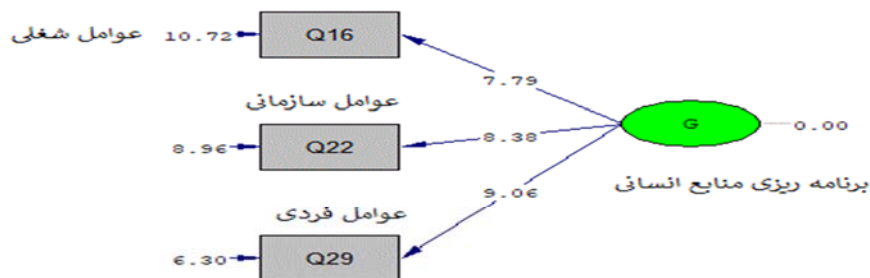 عوامل شغلی 10.72 Q16
7.79
عوامل سازمانی
8.96 Q22 8.38 G 0.00
برنامه ریزی منابع انسانی
9.06
عوامل فردی
6.30 Q29